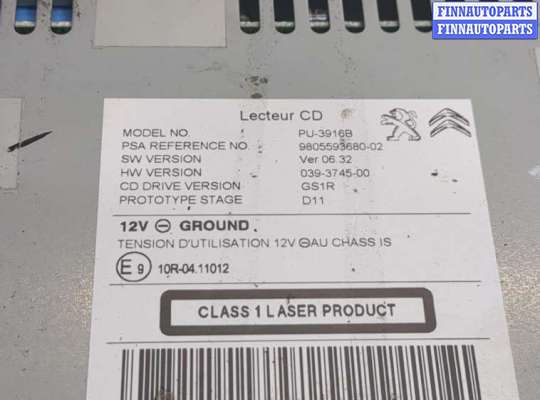 FINNAUTOPARTS
FINNAUTOPARTS
Lecteur CD
MODEL NO. PU-3916B
PSA REFERENCE NO. 9805593680-02
SW VERSION Ver 06.32
HW VERSION 039-3745-00
CD DRIVE VERSION GS1R
PROTOTYPE STAGE D11
12V ⊖ GROUND.
TENSION D'UTILISATION 12V ⊖AU CHASS IS
E9 10R-04.11012
CLASS 1 LASER PRODUCT